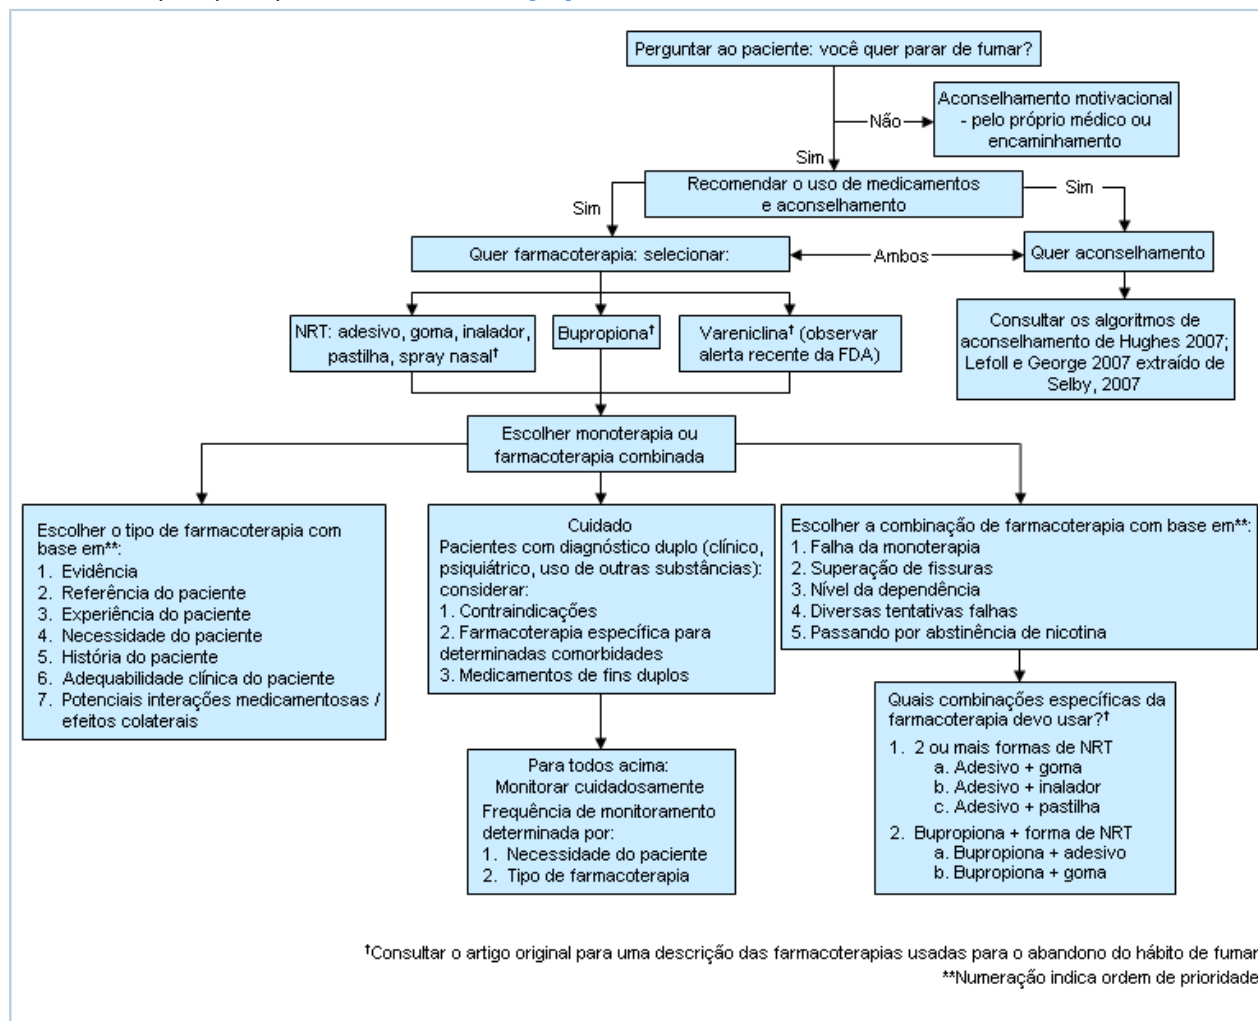 Perguntar ao paciente: você quer parar de fumar?
Não
Aconselhamento motivacional
- pelo próprio médico ou
encaminhamento
Sim
Recomendar o uso de medicamentos
e aconselhamento
Sim
Sim
Quer farmacoterapia: selecionar:
Ambos
Quer aconselhamento
NRT: adesivo, goma, inalador,
pastilha, spray nasal†
Bupropiona†
Vareniclina† (observar
alerta recente da FDA)
Consultar os algoritmos de
aconselhamento de Hughes 2007;
Lefoll e George 2007 extraído de
Selby, 2007
Escolher monoterapia ou
farmacoterapia combinada
Escolher o tipo de farmacoterapia com
base em**:
1. Evidência
2. Referência do paciente
3. Experiência do paciente
4. Necessidade do paciente
5. História do paciente
6. Adequabilidade clínica do paciente
7. Potenciais interações medicamentosas /
efeitos colaterais
Cuidado
Pacientes com diagnóstico duplo (clínico,
psiquiátrico, uso de outras substâncias):
considerar:
1. Contraindicações
2. Farmacoterapia específica para
determinadas comorbidades
3. Medicamentos de fins duplos
Escolher a combinação de farmacoterapia com base em**:
1. Falha da monoterapia
2. Superação de fissuras
3. Nível da dependência
4. Diversas tentativas falhas
5. Passando por abstinência de nicotina
Para todos acima:
Monitorar cuidadosamente
Frequência de monitoramento
determinada por:
1. Necessidade do paciente
2. Tipo de farmacoterapia
Quais combinações específicas da
farmacoterapia devo usar?†
1. 2 ou mais formas de NRT
a. Adesivo + goma
b. Adesivo + inalador
c. Adesivo + pastilha
2. Bupropiona + forma de NRT
a. Bupropiona + adesivo
b. Bupropiona + goma
†Consultar o artigo original para uma descrição das farmacoterapias usadas para o abandono do hábito de fumar
**Numeração indica ordem de prioridade